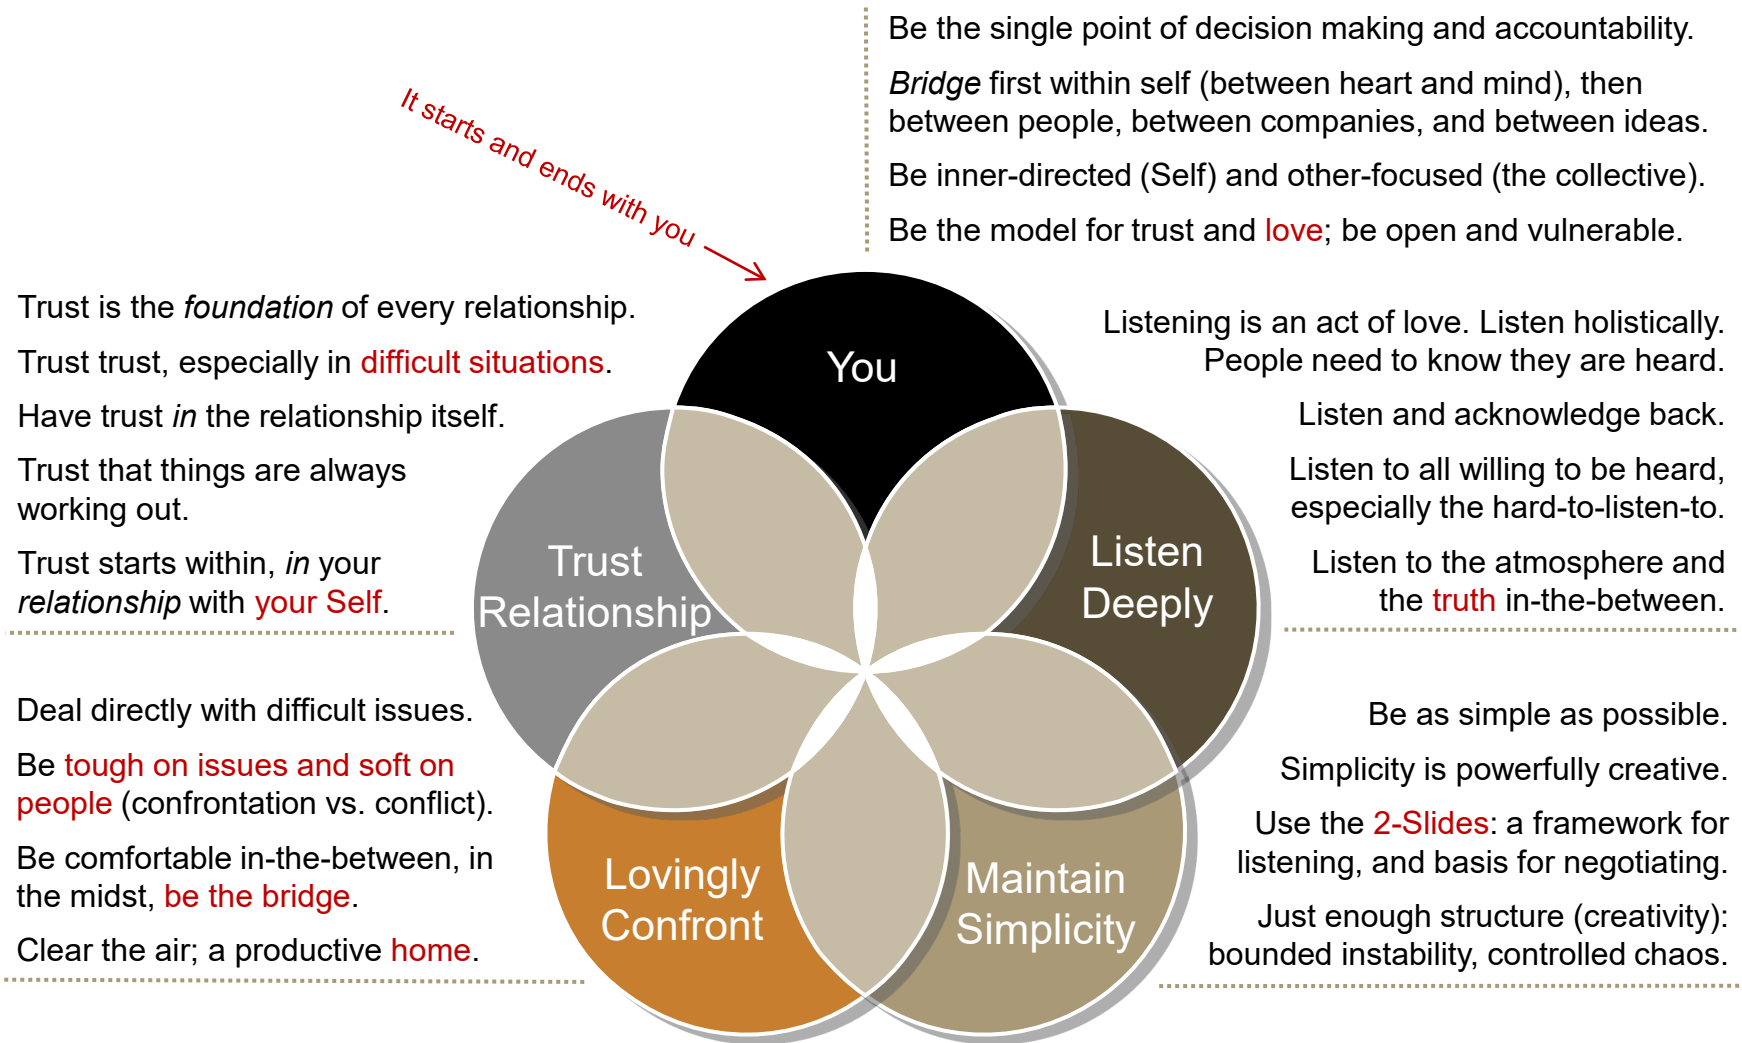 Be the single point of decision making and accountability.
Bridge first within self (between heart and mind), then
between people, between companies, and between ideas.
Be inner-directed (Self) and other-focused (the collective).
Be the model for trust and love; be open and vulnerable.
It starts and ends with you
You
Trust is the foundation of every relationship.
Trust trust, especially in difficult situations.
Have trust in the relationship itself.
Trust that things are always
working out.
Trust starts within, in your
relationship with your Self.
Trust
Relationship
Listening is an act of love. Listen holistically.
People need to know they are heard.
Listen and acknowledge back.
Listen to all willing to be heard,
especially the hard-to-listen-to.
Listen to the atmosphere and
the truth in-the-between.
Listen
Deeply
Deal directly with difficult issues.
Be tough on issues and soft on
people (confrontation vs. conflict).
Be comfortable in-the-between, in
the midst, be the bridge.
Clear the air; a productive home.
Lovingly
Confront
Maintain
Simplicity
Be as simple as possible.
Simplicity is powerfully creative.
Use the 2-Slides: a framework for
listening, and basis for negotiating.
Just enough structure (creativity):
bounded instability, controlled chaos.